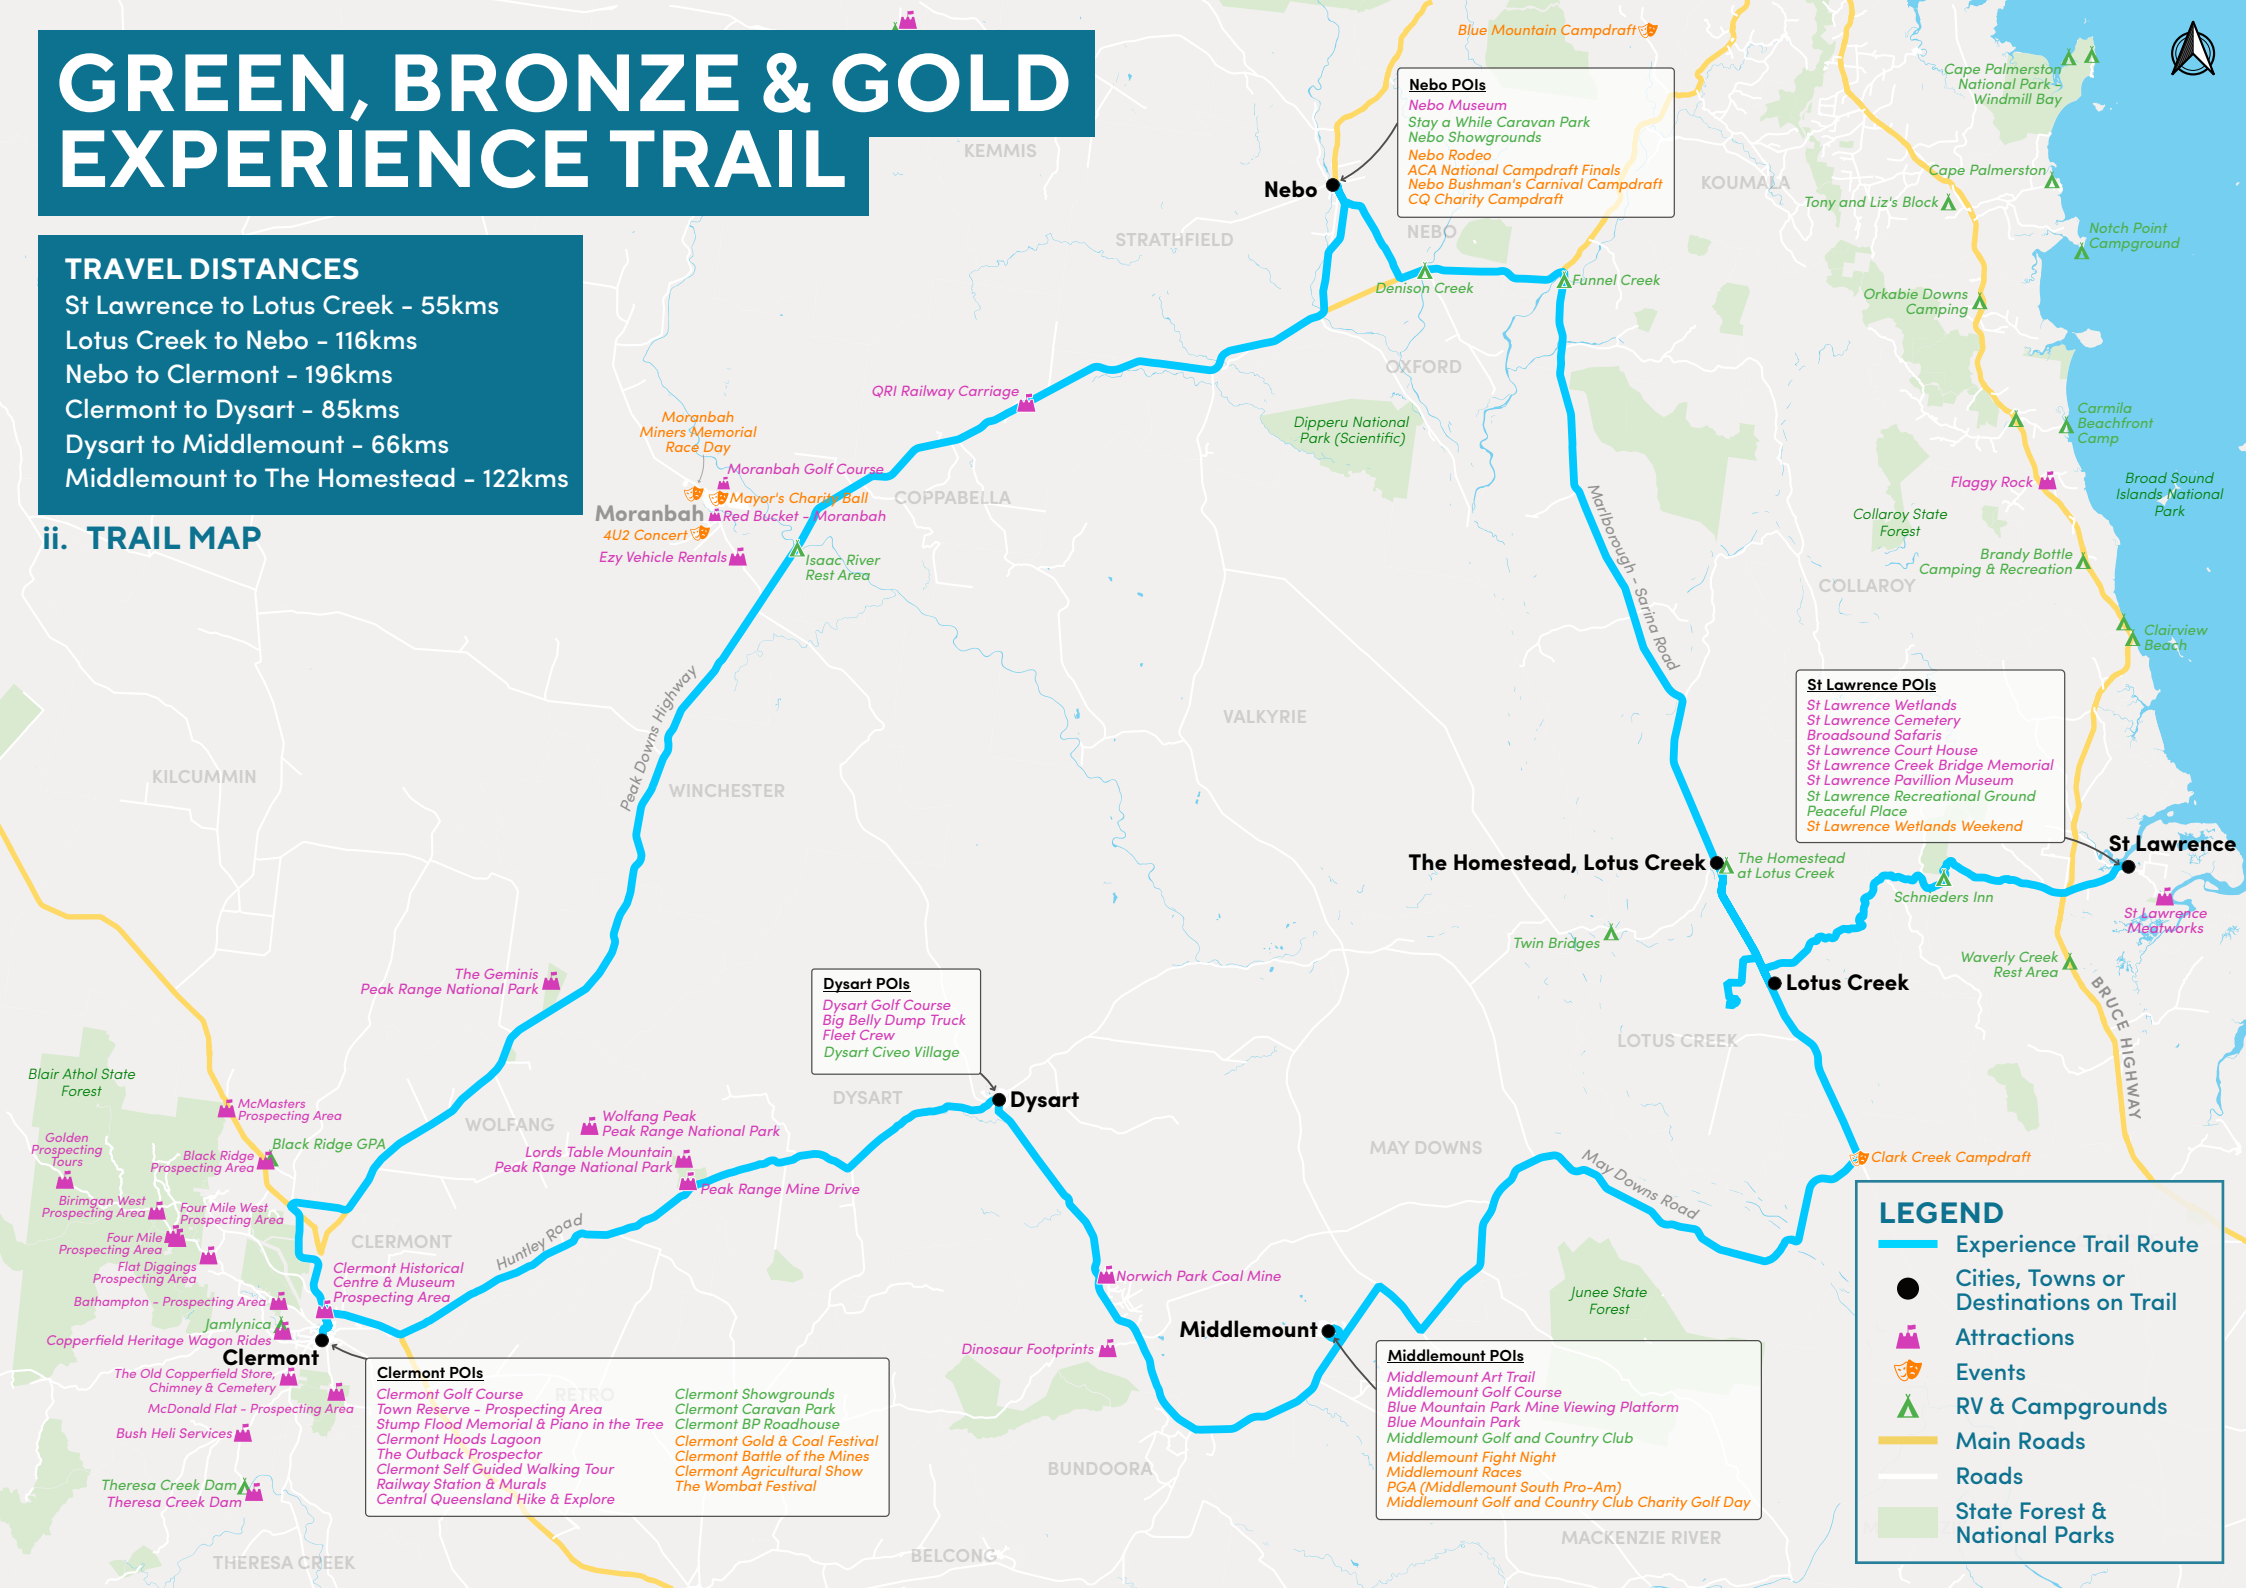 GREEN, BRONZE & GOLD
EXPERIENCE TRAIL
TRAVEL DISTANCES
St Lawrence to Lotus Creek - 55kms
Lotus Creek to Nebo - 116kms
Nebo to Clermont - 196kms
Clermont to Dysart - 85kms
Dysart to Middlemount - 66kms
Middlemount to The Homestead - 122kms
ii. TRAIL MAP
KEMMIS
Blue Mountain Campdraft
Nebo POIs
Nebo Museum
Stay a While Caravan Park
Nebo Showgrounds
Nebo Rodeo
ACA National Campdraft Finals
Nebo Bushman's Carnival Campdraft
CQ Charity Campdraft
Nebo
NEBO
STRATHFIELD
KOUMALA
Cape Palmerston
National Park -
Windmill Bay
Cape Palmerston
Tony and Liz's Block
Notch Point
Campground
Orkabie Downs
Camping
Denison Creek
Funnel Creek
OXFORD
Dipperu National
Park (Scientific)
Carmila
Beachfront
Camp
Flaggy Rock
Broad Sound
Islands National
Park
Collaroy State
Forest
Brandy Bottle
Camping & Recreation
COLLAROY
Clairview
Beach
QRI Railway Carriage
Moranbah
Miners Memorial
Race Day
Moranbah Golf Course
Mayor's Charity Ball
Moranbah
Red Bucket - Moranbah
4U2 Concert
Ezy Vehicle Rentals
Isaac River
Rest Area
COPPABELLA
Marlborough - Sarina Road
Peak Downs Highway
VALKYRIE
KILCUMMIN
WINCHESTER
St Lawrence POIs
St Lawrence Wetlands
St Lawrence Cemetery
Broadsound Safaris
St Lawrence Court House
St Lawrence Creek Bridge Memorial
St Lawrence Pavillion Museum
St Lawrence Recreational Ground
Peaceful Place
St Lawrence Wetlands Weekend
St Lawrence
St Lawrence
Meatworks
The Homestead, Lotus Creek
The Homestead
at Lotus Creek
Schnieders Inn
Twin Bridges
Waverly Creek
Rest Area
Lotus Creek
LOTUS CREEK
BRUCE HIGHWAY
The Geminis
Peak Range National Park
Dysart POIs
Dysart Golf Course
Big Belly Dump Truck
Fleet Crew
Dysart Civeo Village
DYSART
Dysart
Blair Athol State
Forest
McMasters
Prospecting Area
Golden
Prospecting
Tours
Black Ridge GPA
Black Ridge
Prospecting Area
WOLFANG
Wolfang Peak
Peak Range National Park
Lords Table Mountain
Peak Range National Park
Peak Range Mine Drive
Birimgan West
Prospecting Area
Four Mile West
Prospecting Area
Four Mile
Prospecting Area
Flat Diggings
Prospecting Area
CLERMONT
Huntley Road
Clermont Historical
Centre & Museum
Prospecting Area
Bathampton - Prospecting Area
Jamlynica
Copperfield Heritage Wagon Rides
Clermont
The Old Copperfield Store,
Chimney & Cemetery
McDonald Flat - Prospecting Area
Bush Heli Services
Theresa Creek Dam
Theresa Creek Dam
THERESA CREEK
Clermont POIs
Clermont Golf Course
Town Reserve - Prospecting Area
Stump Flood Memorial & Piano in the Tree
Clermont Hoods Lagoon
The Outback Prospector
Clermont Self Guided Walking Tour
Railway Station & Murals
Central Queensland Hike & Explore
Clermont Showgrounds
Clermont Caravan Park
Clermont BP Roadhouse
Clermont Gold & Coal Festival
Clermont Battle of the Mines
Clermont Agricultural Show
The Wombat Festival
RETRO
MAY DOWNS
May Downs Road
Clark Creek Campdraft
Norwich Park Coal Mine
Dinosaur Footprints
Middlemount
Junee State
Forest
BUNDOORA
BELCONG
Middlemount POIs
Middlemount Art Trail
Middlemount Golf Course
Blue Mountain Park Mine Viewing Platform
Blue Mountain Park
Middlemount Golf and Country Club
Middlemount Fight Night
Middlemount Races
PGA (Middlemount South Pro-Am)
Middlemount Golf and Country Club Charity Golf Day
MACKENZIE RIVER
LEGEND
Experience Trail Route
Cities, Towns or
Destinations on Trail
Attractions
Events
RV & Campgrounds
Main Roads
Roads
State Forest &
National Parks